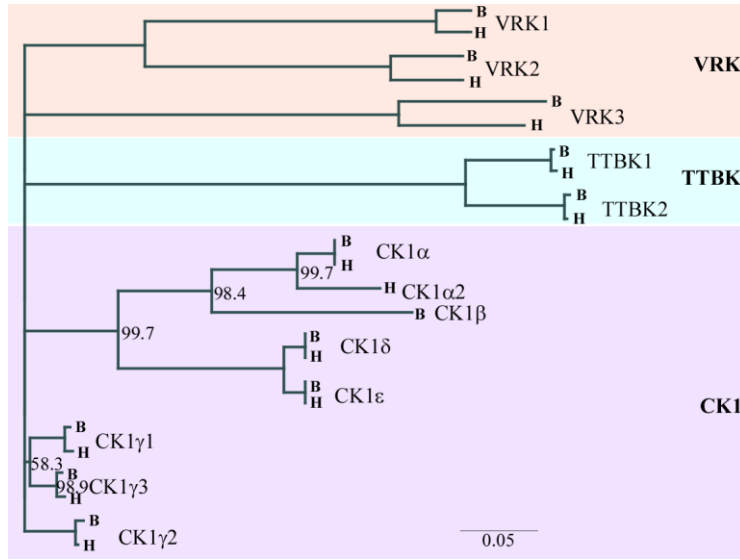 B
VRK1
H
B
VRK2
H
VRK
B
VRK3
H
B
TTBK1
H
TTBK
B
TTBK2
H
B
CK1α
H
99.7
H CK1α2
98.4
B CK1β
99.7
B
CK1δ
H
B
CK1ε
H
CK1
B
CK1γ1
H
58.3
B
98.9 CK1γ3
H
B
CK1γ2
H
0.05